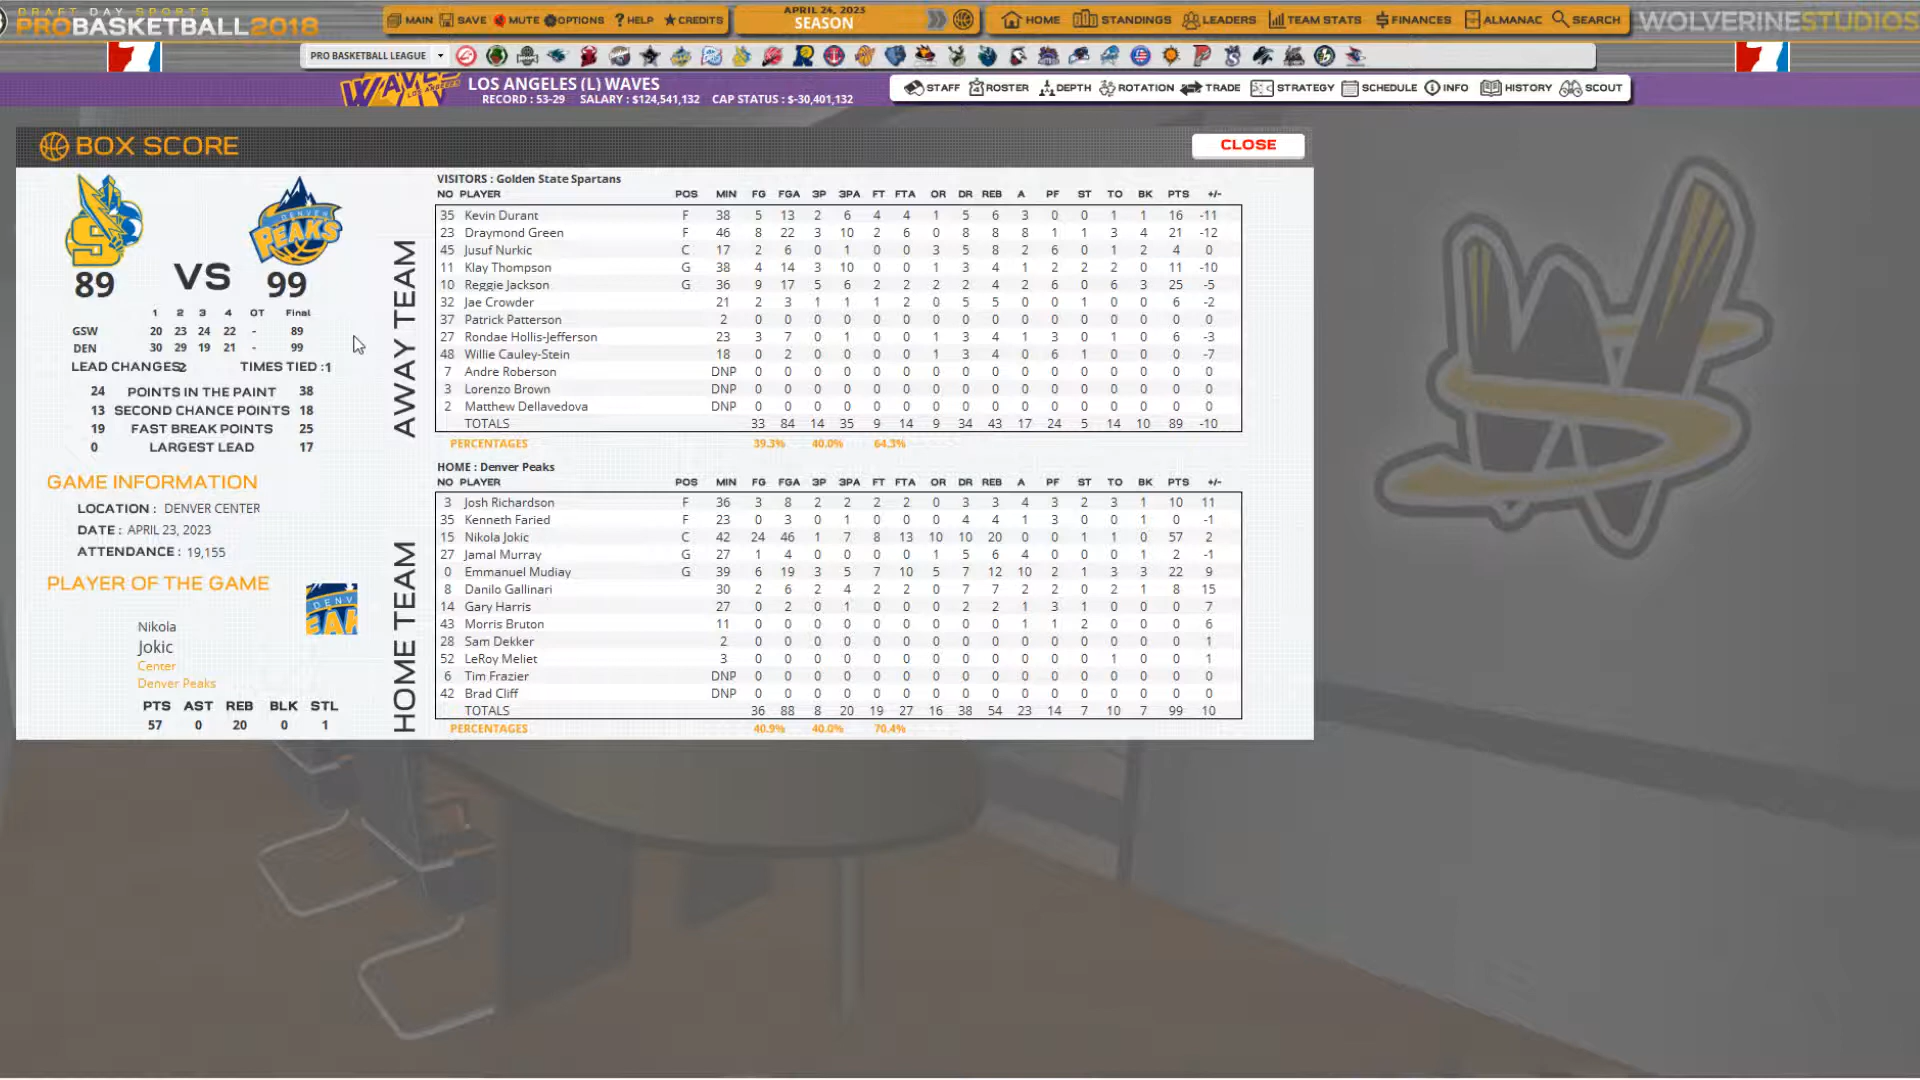 DRAFT DAY SPORTS
PROBASKETBALL2018
MAIN SAVE MUTE OPTIONS ? HELP CREDITS
APRIL 24, 2023
SEASON
HOME STANDINGS LEADERS TEAM STATS FINANCES ALMANAC SEARCH
WOLVERINESTUDIOS
PRO BASKETBALL LEAGUE
WAVES
LOS ANGELES
LOS ANGELES (L) WAVES
RECORD : 53-29 SALARY : $124,541,132 CAP STATUS : $-30,401,132
STAFF ROSTER DEPTH ROTATION TRADE STRATEGY SCHEDULE INFO HISTORY SCOUT
BOX SCORE
CLOSE
DENVER
PEAKS
89 VS 99
1 2 3 4 OT Final
GSW 20 23 24 22 - 89
DEN 30 29 19 21 - 99
LEAD CHANGES2 TIMES TIED :1
24 POINTS IN THE PAINT 38
13 SECOND CHANCE POINTS 18
19 FAST BREAK POINTS 25
0 LARGEST LEAD 17
GAME INFORMATION
LOCATION : DENVER CENTER
DATE : APRIL 23, 2023
ATTENDANCE : 19,155
PLAYER OF THE GAME
Nikola
Jokic
Center
Denver Peaks
PTS AST REB BLK STL
57 0 20 0 1
AWAY TEAM
VISITORS : Golden State Spartans
NO PLAYER POS MIN FG FGA 3P 3PA FT FTA OR DR REB A PF ST TO BK PTS +/-
35 Kevin Durant F 38 5 13 2 6 4 4 1 5 6 3 0 0 1 1 16 -11
23 Draymond Green F 46 8 22 3 10 2 6 0 8 8 8 1 1 3 4 21 -12
45 Jusuf Nurkic C 17 2 6 0 1 0 0 3 5 8 2 6 0 1 2 4 0
11 Klay Thompson G 38 4 14 3 10 0 0 1 3 4 1 2 2 2 0 11 -10
10 Reggie Jackson G 36 9 17 5 6 2 2 2 2 4 2 6 0 6 3 25 -5
32 Jae Crowder 21 2 3 1 1 1 2 0 5 5 0 0 1 0 0 6 -2
37 Patrick Patterson 2 0 0 0 0 0 0 0 0 0 0 0 0 0 0 0 0
27 Rondae Hollis-Jefferson 23 3 7 0 1 0 0 1 3 4 1 3 0 1 0 6 -3
48 Willie Cauley-Stein 18 0 2 0 0 0 0 1 3 4 0 6 1 0 0 0 -7
7 Andre Roberson DNP 0 0 0 0 0 0 0 0 0 0 0 0 0 0 0 0
3 Lorenzo Brown DNP 0 0 0 0 0 0 0 0 0 0 0 0 0 0 0 0
2 Matthew Dellavedova DNP 0 0 0 0 0 0 0 0 0 0 0 0 0 0 0 0
TOTALS 33 84 14 35 9 14 9 34 43 17 24 5 14 10 89 -10
PERCENTAGES 39.3% 40.0% 64.3%
HOME TEAM
HOME : Denver Peaks
NO PLAYER POS MIN FG FGA 3P 3PA FT FTA OR DR REB A PF ST TO BK PTS +/-
3 Josh Richardson F 36 3 8 2 2 2 2 0 3 3 4 3 2 3 1 10 11
35 Kenneth Faried F 23 0 3 0 1 0 0 0 4 4 1 3 0 0 1 0 -1
15 Nikola Jokic C 42 24 46 1 7 8 13 10 10 20 0 0 1 1 0 57 2
27 Jamal Murray G 27 1 4 0 0 0 0 1 5 6 4 0 0 0 1 2 -1
0 Emmanuel Mudiay G 39 6 19 3 5 7 10 5 7 12 10 2 1 3 3 22 9
8 Danilo Gallinari 30 2 6 2 4 2 2 0 7 7 2 2 0 2 1 8 15
14 Gary Harris 27 0 2 0 1 0 0 0 2 2 1 3 1 0 0 0 7
43 Morris Bruton 11 0 0 0 0 0 0 0 0 0 1 1 2 0 0 0 6
28 Sam Dekker 2 0 0 0 0 0 0 0 0 0 0 0 0 0 0 0 1
52 LeRoy Meliet 3 0 0 0 0 0 0 0 0 0 0 0 0 1 0 0 1
6 Tim Frazier DNP 0 0 0 0 0 0 0 0 0 0 0 0 0 0 0 0
42 Brad Cliff DNP 0 0 0 0 0 0 0 0 0 0 0 0 0 0 0 0
TOTALS 36 88 8 20 19 27 16 38 54 23 14 7 10 7 99 10
PERCENTAGES 40.9% 40.0% 70.4%